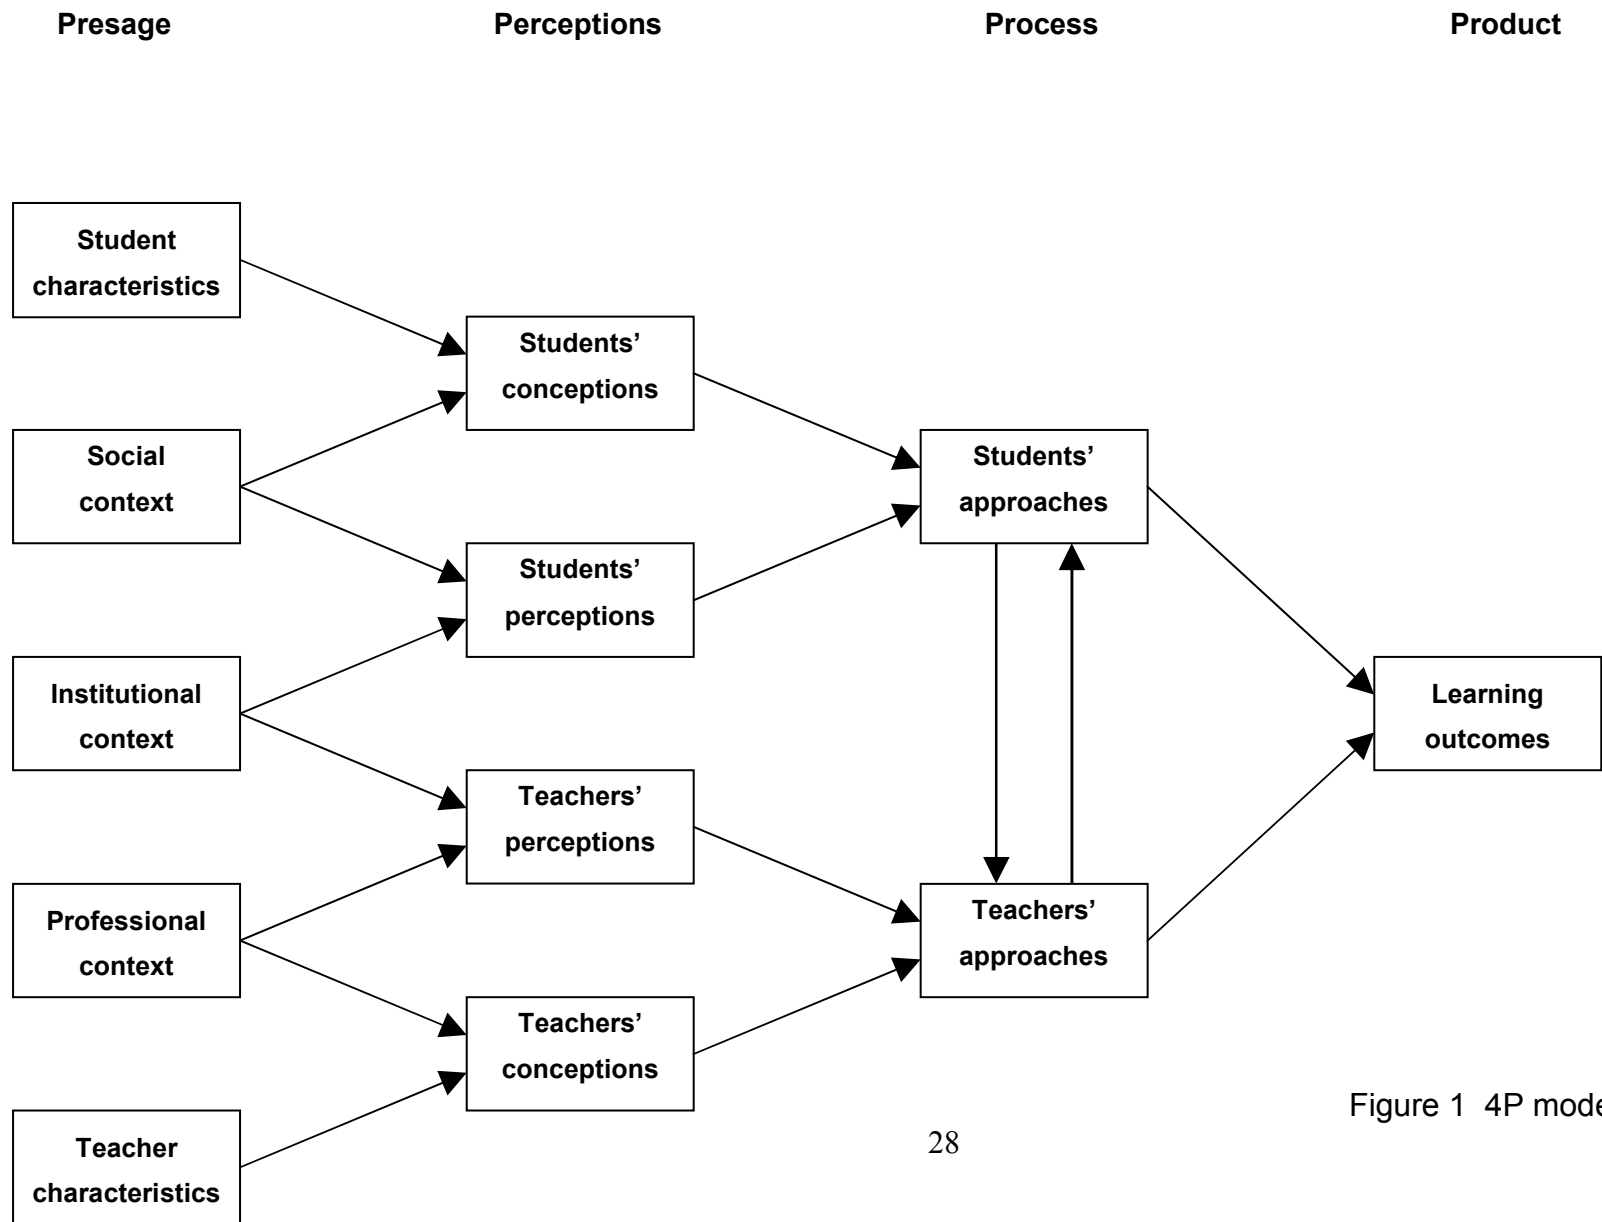 Presage
Perceptions
Process
Product
Student
characteristics
Social
context
Institutional
context
Professional
context
Teacher
characteristics
Students’
conceptions
Students’
perceptions
Teachers’
perceptions
Teachers’
conceptions
Students’
approaches
Teachers’
approaches
Learning
outcomes
Figure 1 4P mode
28